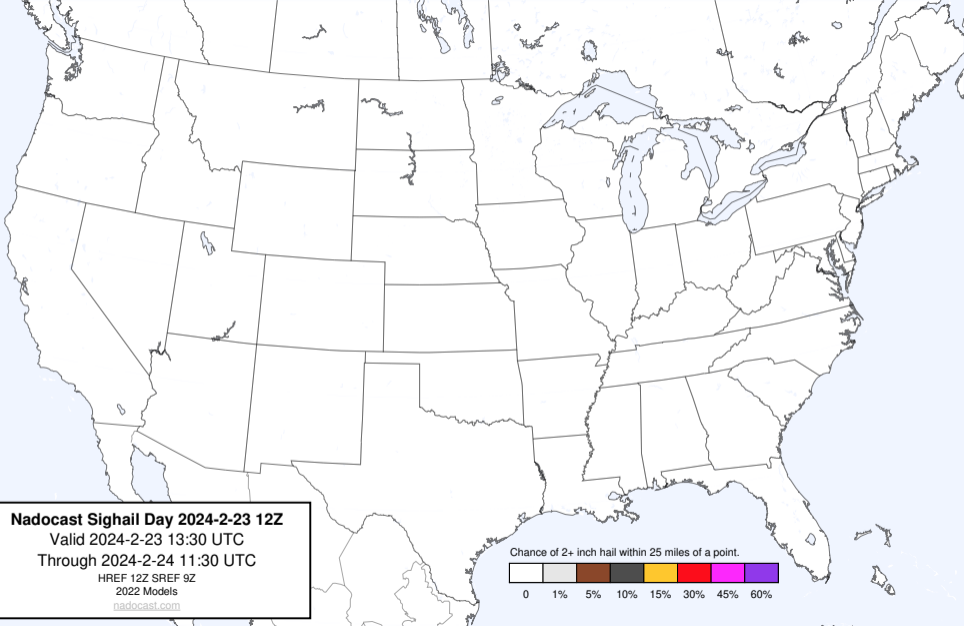 Nadocast Sighail Day 2024-2-23 12Z
Valid 2024-2-23 13:30 UTC
Through 2024-2-24 11:30 UTC
HREF 12Z SREF 9Z
2022 Models
nadocast.com
Chance of 2+ inch hail within 25 miles of a point.
0 1% 5% 10% 15% 30% 45% 60%